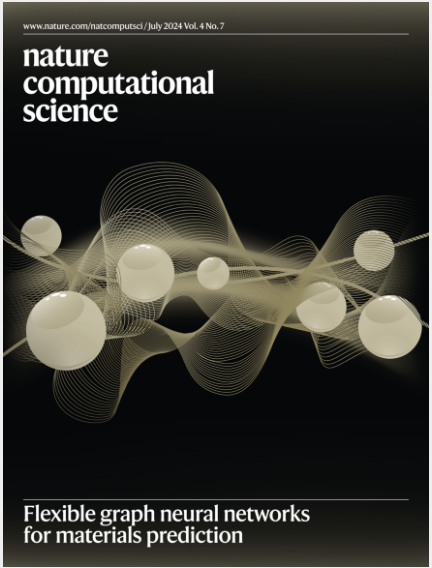 www.nature.com/natcomputsci / July 2024 Vol. 4 No. 7
nature
computational
science
Flexible graph neural networks
for materials prediction